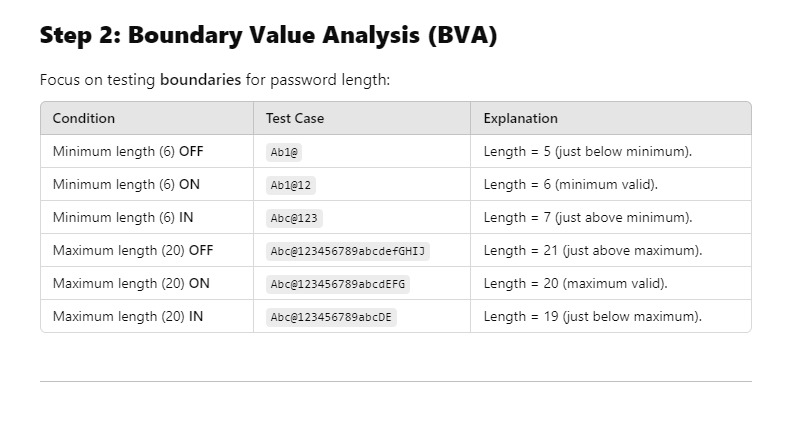 Step 2: Boundary Value Analysis (BVA)
Focus on testing boundaries for password length:
Condition Test Case Explanation
Minimum length (6) OFF Ab1@ Length = 5 (just below minimum).
Minimum length (6) ON Ab1@12 Length = 6 (minimum valid).
Minimum length (6) IN Abc@123 Length = 7 (just above minimum).
Maximum length (20) OFF Abc@123456789abcdefGHIJ Length = 21 (just above maximum).
Maximum length (20) ON Abc@123456789abcdEFG Length = 20 (maximum valid).
Maximum length (20) IN Abc@123456789abcDE Length = 19 (just below maximum).